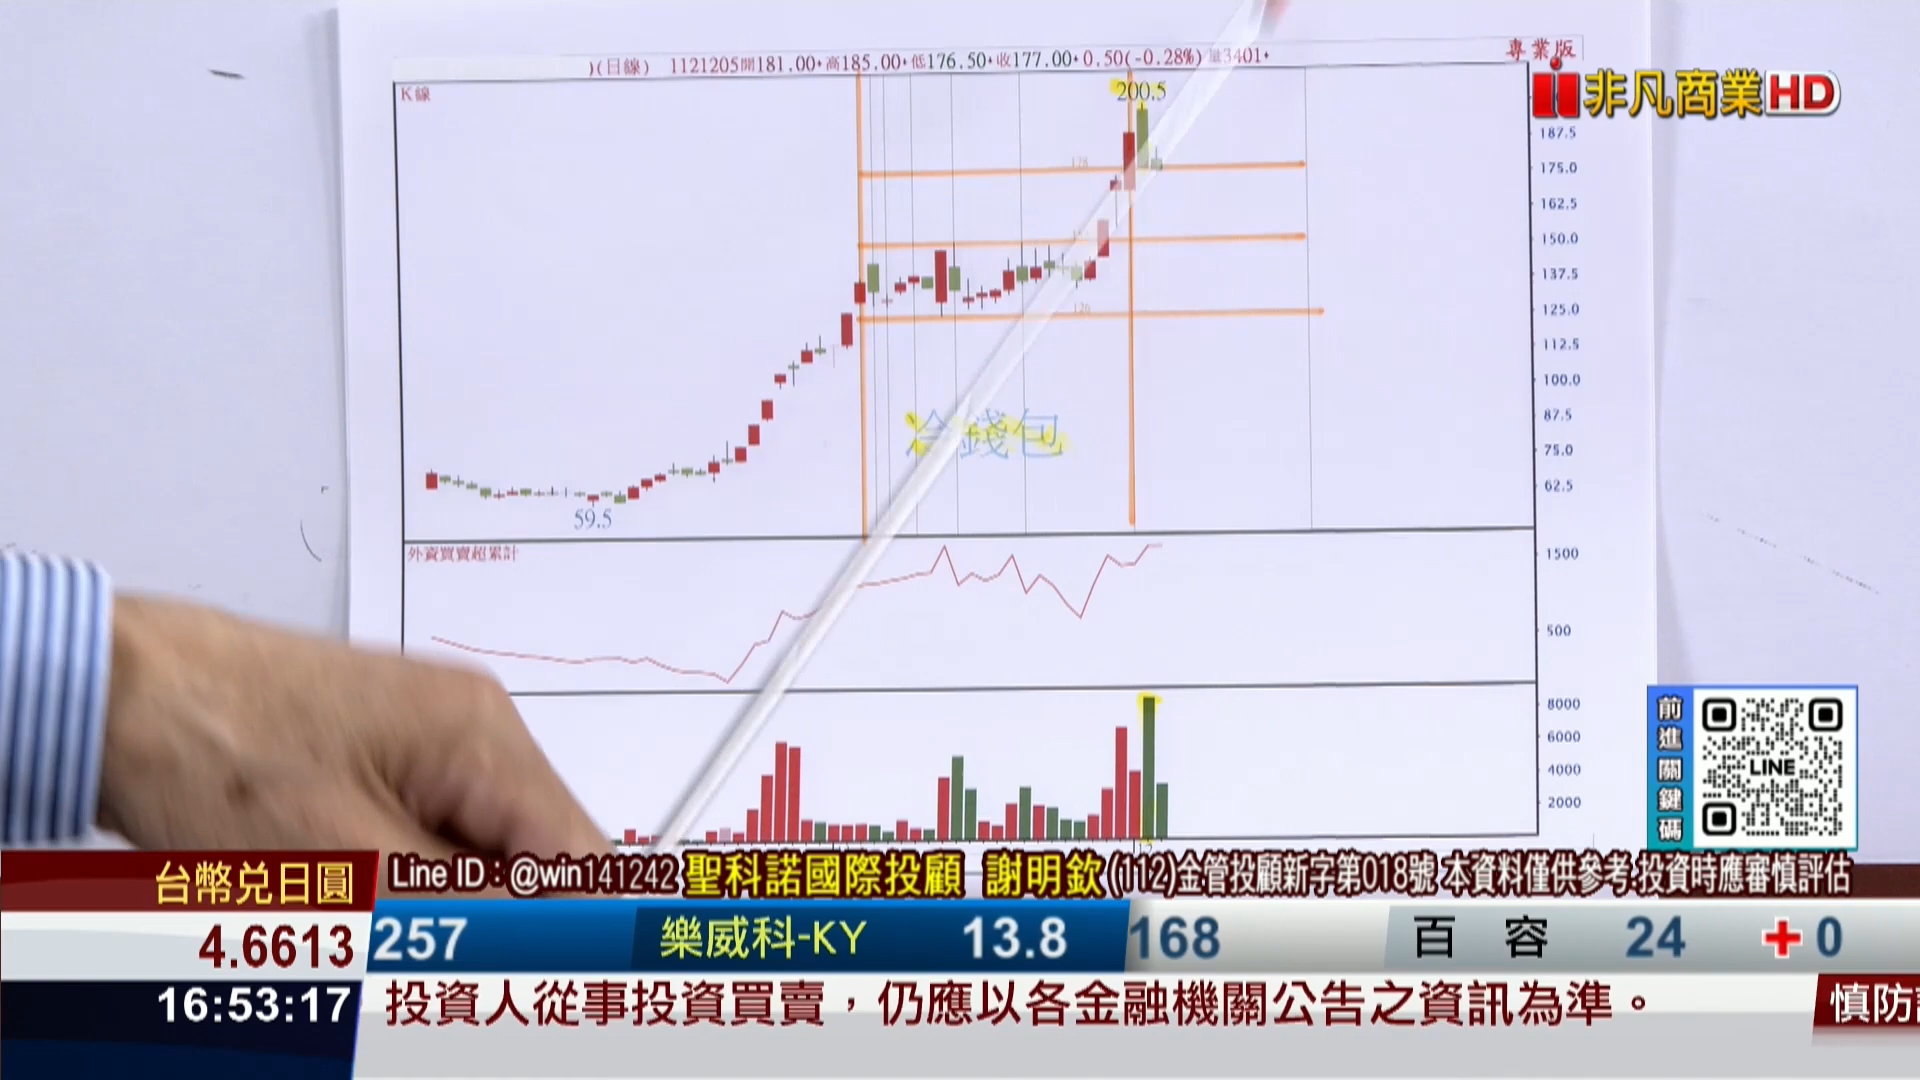 )(日線) 1121205開181.00↑高185.00↑低176.50↓收177.00↓0.50(-0.28%) 量3401↓
專業版
非凡商業HD
K線
200.5
187.5
178
175.0
162.5
150.0
137.5
126
125.0
112.5
100.0
87.5
冷錢包
75.0
62.5
59.5
外資買賣超累計
1500
500
8000
6000
4000
2000
前進關鍵碼
LINE
台幣兌日圓
4.6613
16:53:17
Line ID：@win141242 聖科諾國際投顧 謝明欽 (112)金管投顧新字第018號 本資料僅供參考.投資時應審慎評估
257 樂威科-KY 13.8 168 百容 24 + 0
投資人從事投資買賣，仍應以各金融機關公告之資訊為準。 慎防